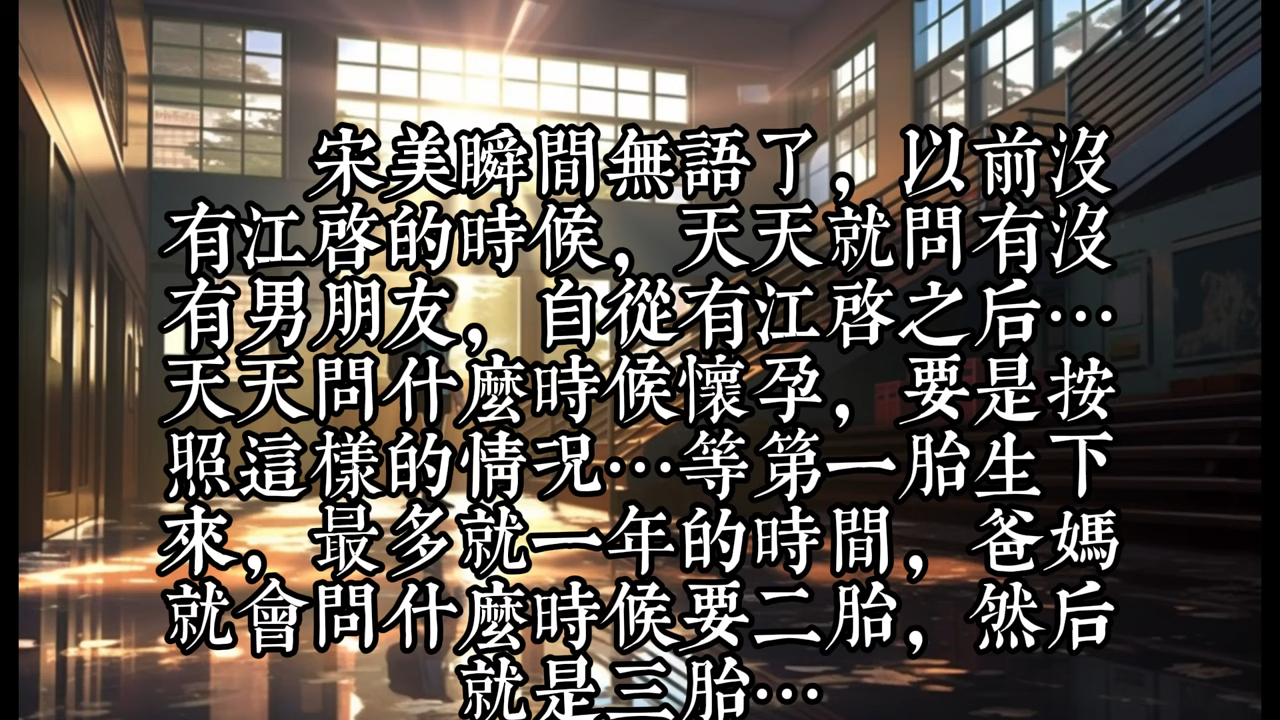 宋美瞬間無語了，以前沒
有江啓的時候，天天就問有沒
有男朋友，自從有江啓之后…
天天問什麼時候懷孕，要是按
照這樣的情况…等第一胎生下
來，最多就一年的時間，爸媽
就會問什麼時候要二胎，然后
就是三胎…